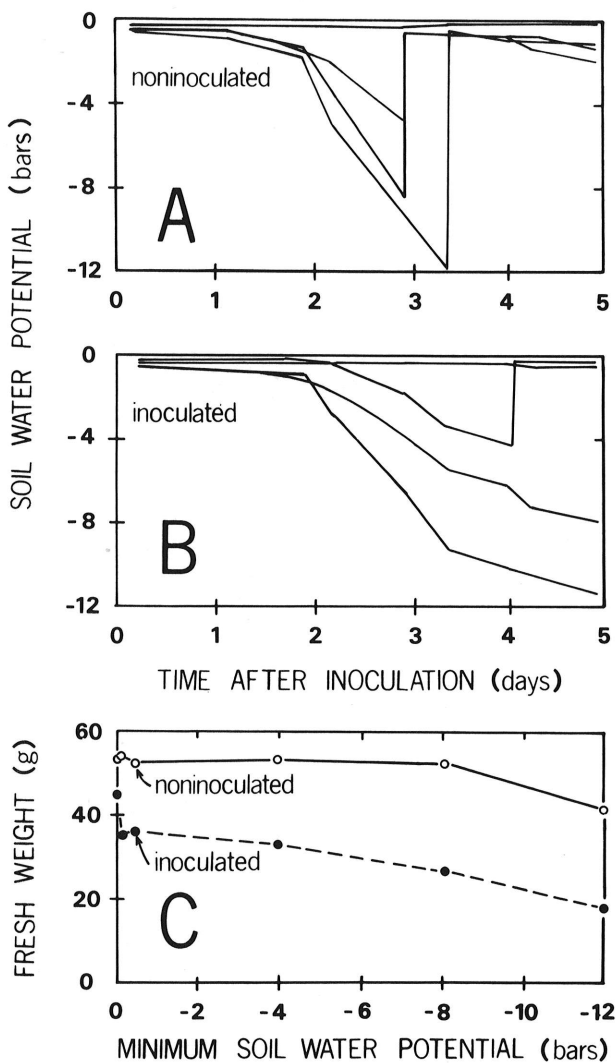 SOIL WATER POTENTIAL (bars)
0
-4
-8
-12
noninoculated
A
0 1 2 3 4 5
0
-4
-8
-12
inoculated
B
0 1 2 3 4 5
TIME AFTER INOCULATION (days)
FRESH WEIGHT (g)
60
40
20
0
noninoculated
inoculated
C
0 -2 -4 -6 -8 -10 -12
MINIMUM SOIL WATER POTENTIAL (bars)